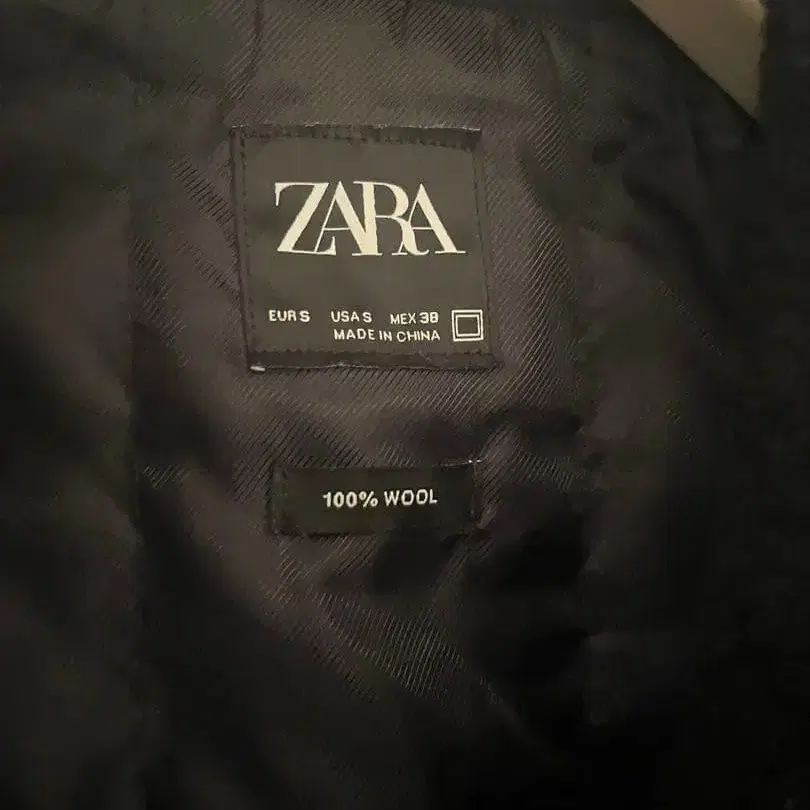 ZARA
EUR S USA S MEX 38
MADE IN CHINA
100% WOOL